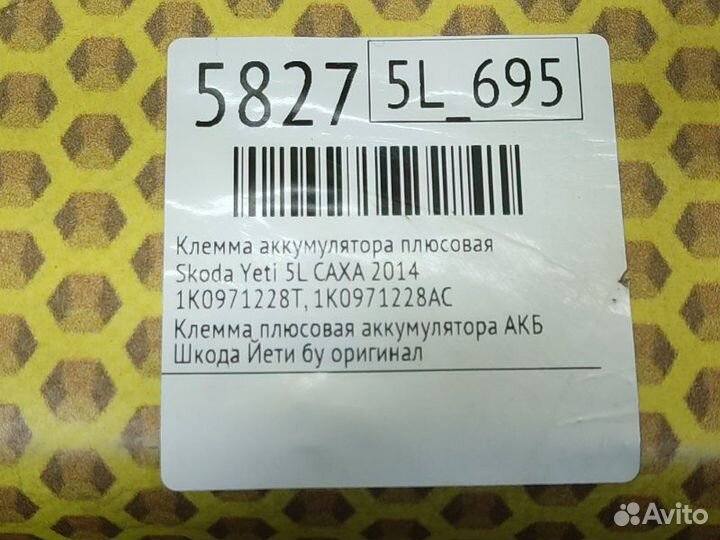 5827 5L_695
Клемма аккумулятора плюсовая
Skoda Yeti 5L CAXA 2014
1K0971228T, 1K0971228AC
Клемма плюсовая аккумулятора АКБ
Шкода Йети бу оригинал
Avito